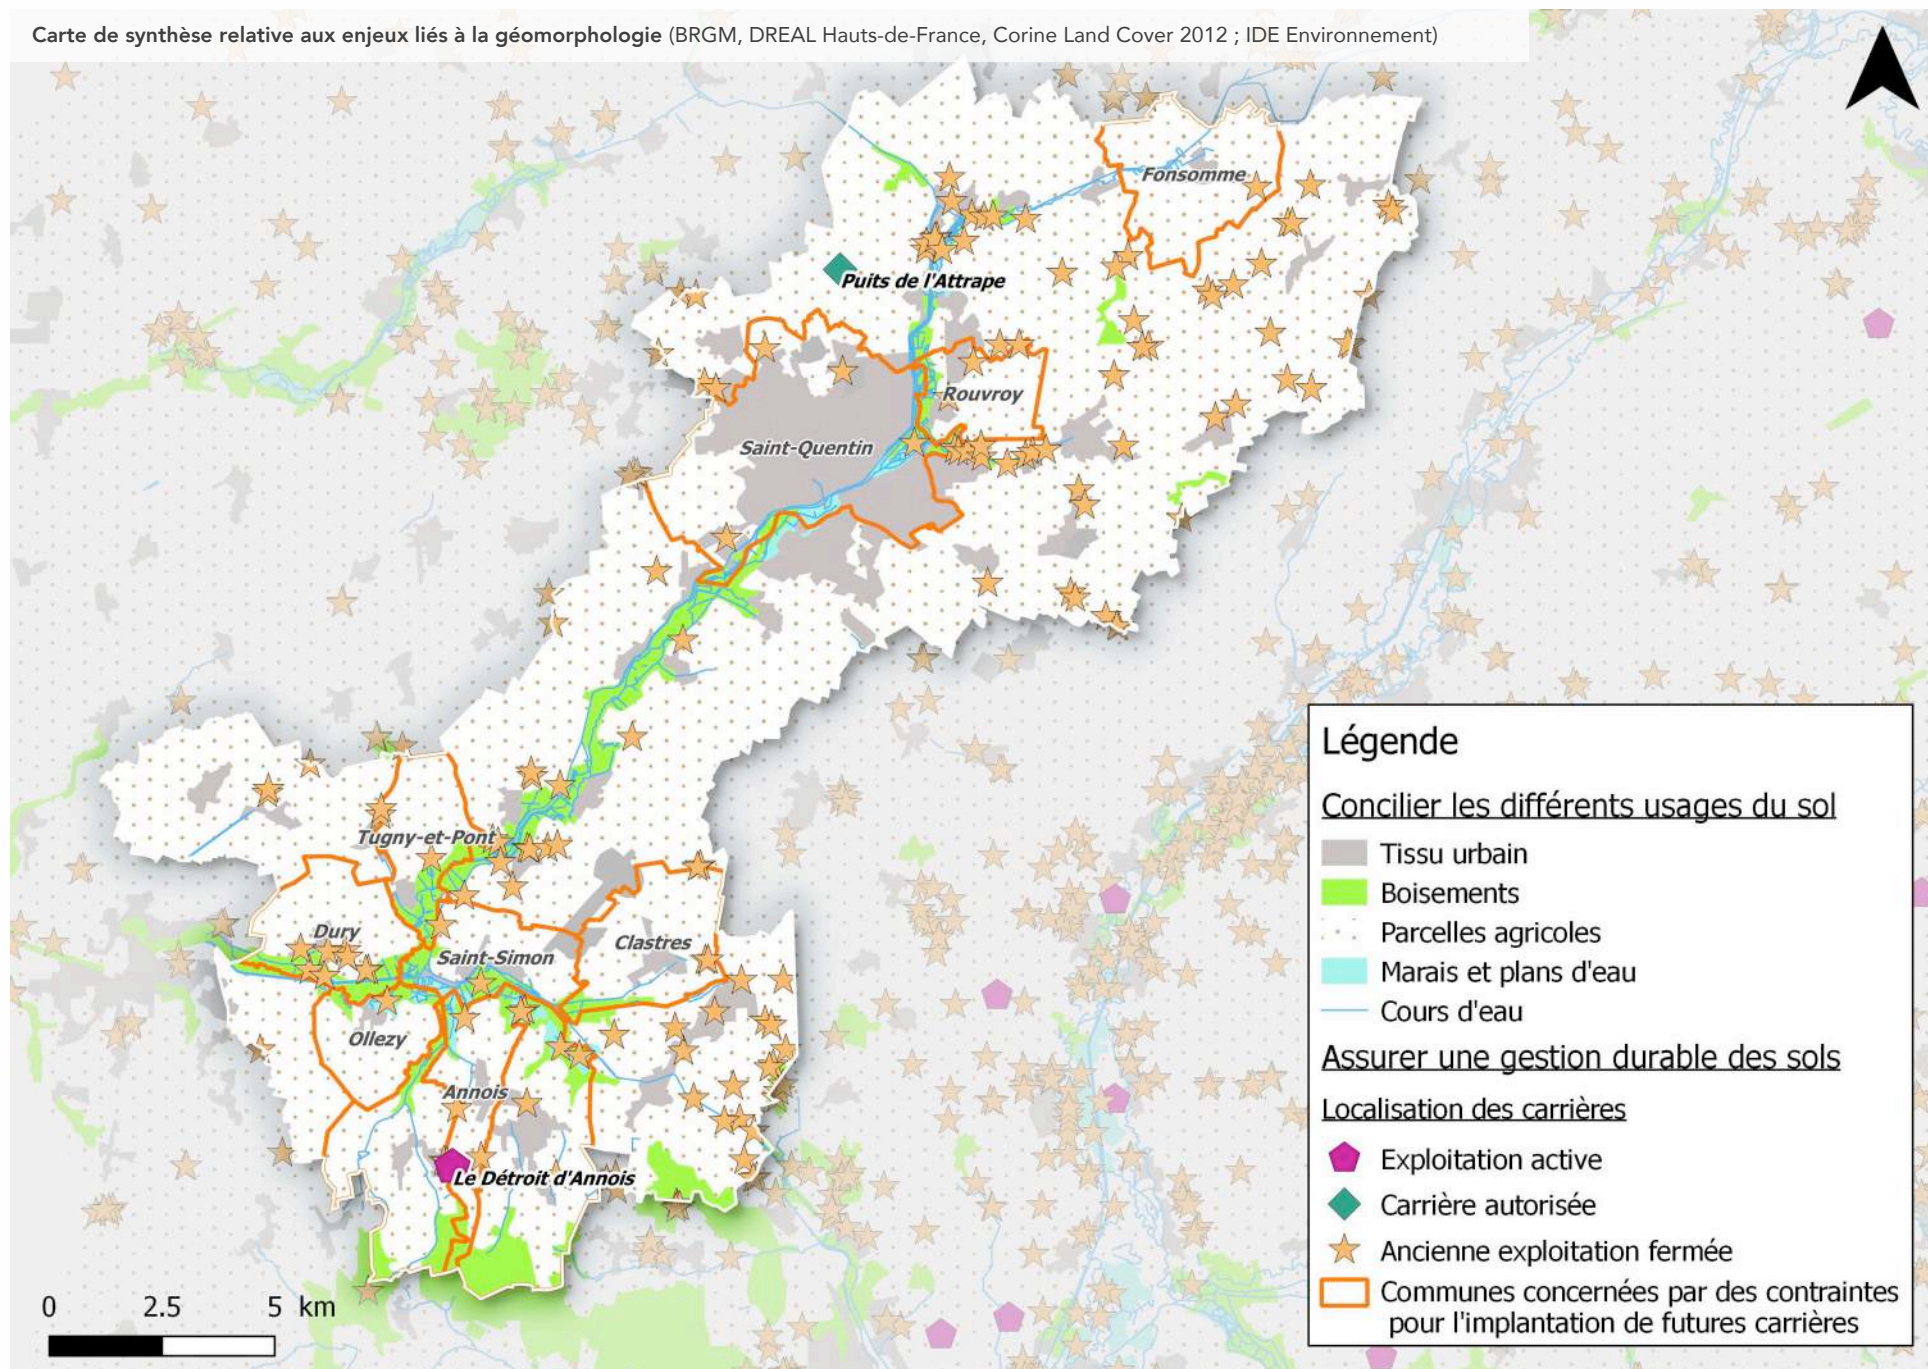 Carte de synthèse relative aux enjeux liés à la géomorphologie (BRGM, DREAL Hauts-de-France, Corine Land Cover 2012 ; IDE Environnement)
Fonsomme
Puits de l'Attrape
Rouvroy
Saint-Quentin
Tugny-et-Pont
Dury
Saint-Simon
Clastres
Ollezy
Annois
Le Détroit d'Annois
Légende
Concilier les différents usages du sol
Tissu urbain
Boisements
Parcelles agricoles
Marais et plans d'eau
Cours d'eau
Assurer une gestion durable des sols
Localisation des carrières
Exploitation active
Carrière autorisée
Ancienne exploitation fermée
Communes concernées par des contraintes
pour l'implantation de futures carrières
0 2.5 5 km